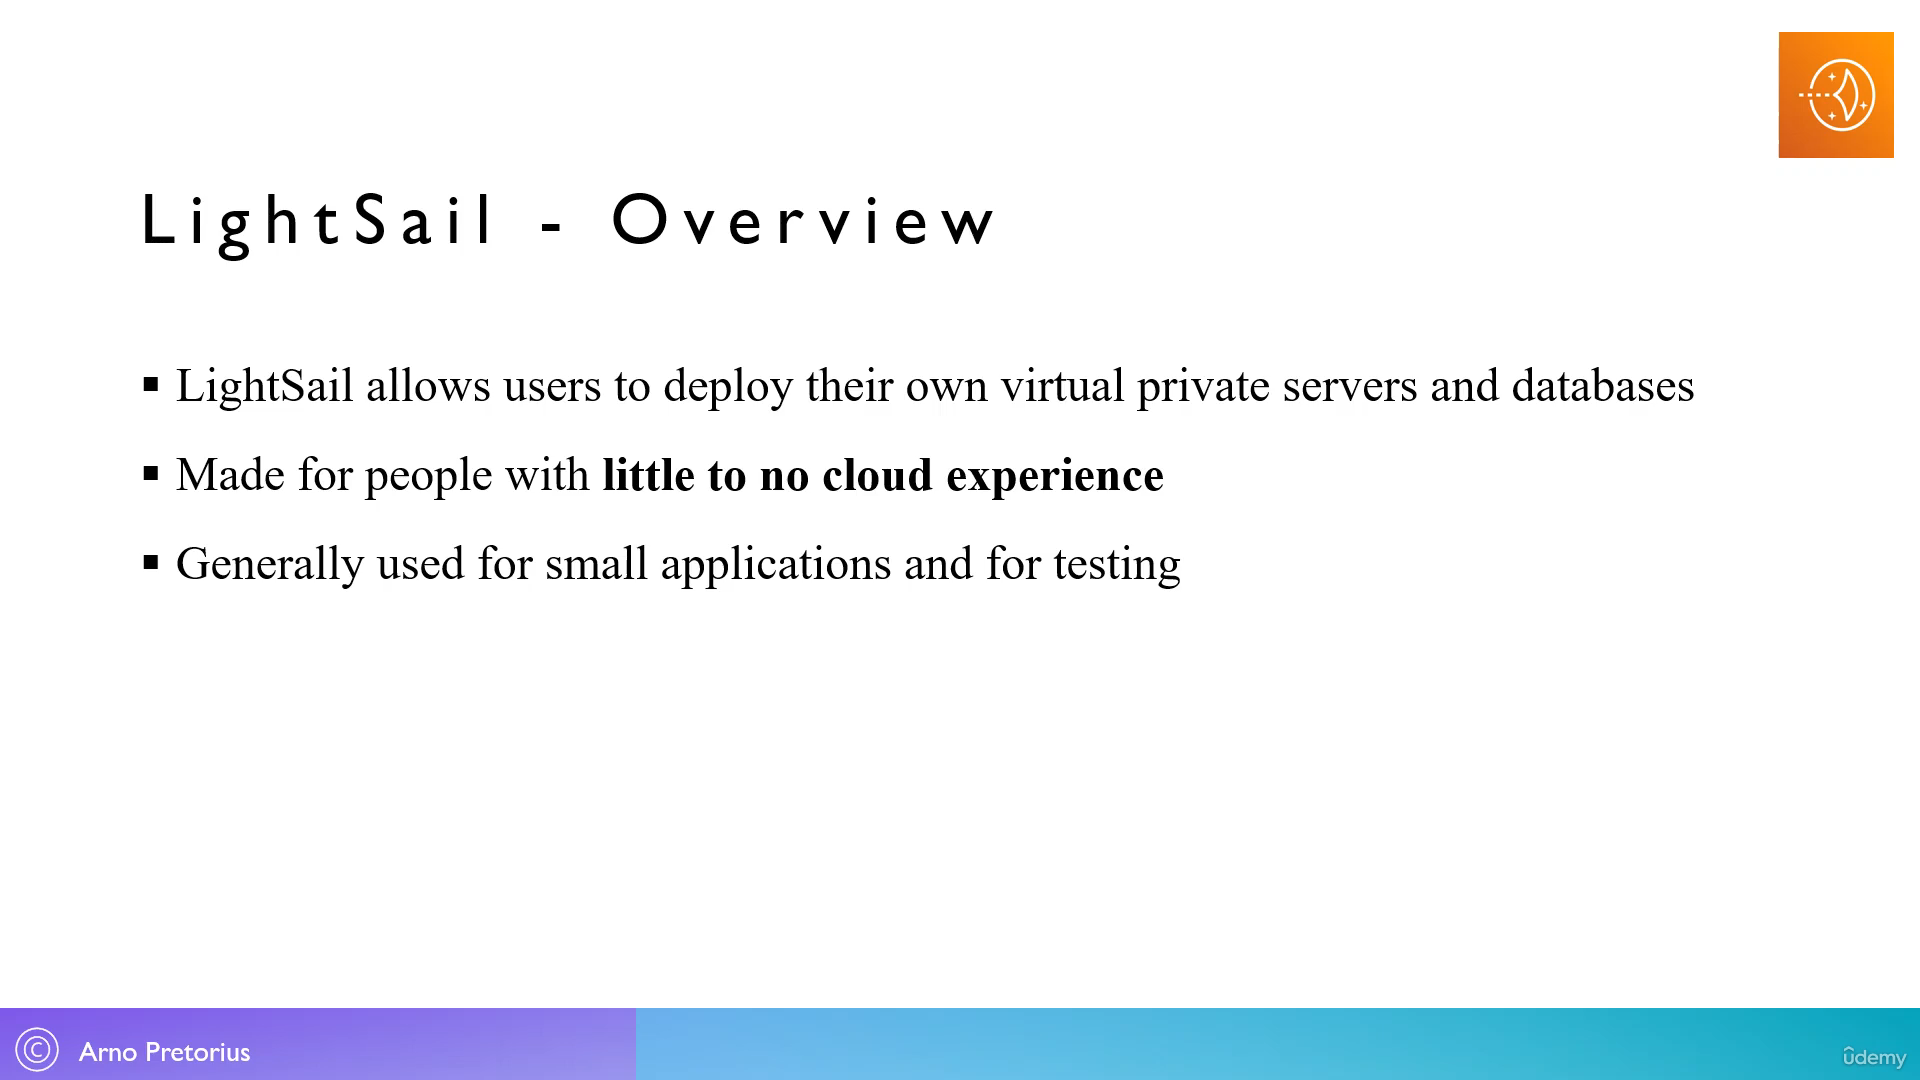 LightSail - Overview
▪ LightSail allows users to deploy their own virtual private servers and databases
▪ Made for people with little to no cloud experience
▪ Generally used for small applications and for testing
© Arno Pretorius
ûdemy